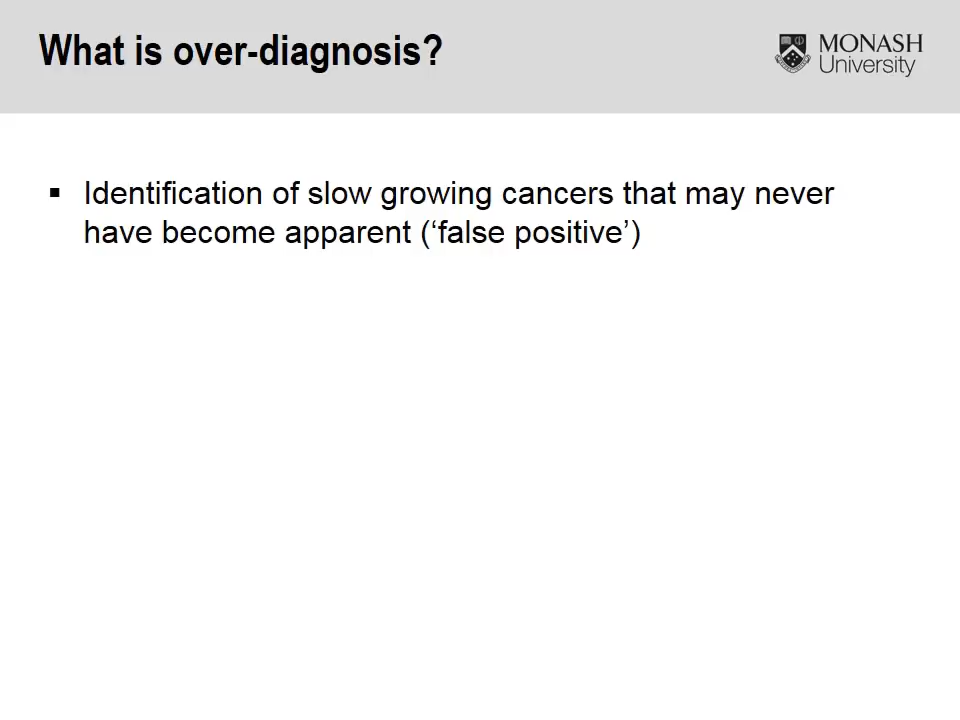 What is over-diagnosis?
MONASH
University
▪ Identification of slow growing cancers that may never
have become apparent (‘false positive’)